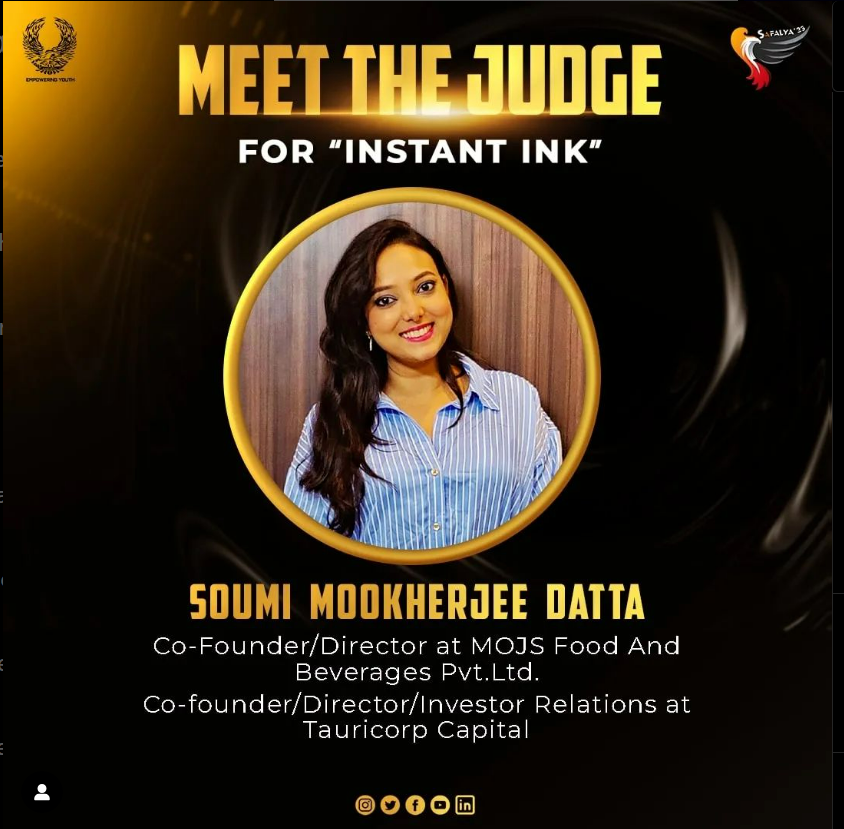 EMPOWERING YOUTH
SAFALYA'25
MEET THE JUDGE
FOR "INSTANT INK"
SOUMI MOOKHERJEE DATTA
Co-Founder/Director at MOJS Food And
Beverages Pvt.Ltd.
Co-founder/Director/Investor Relations at
Tauricorp Capital